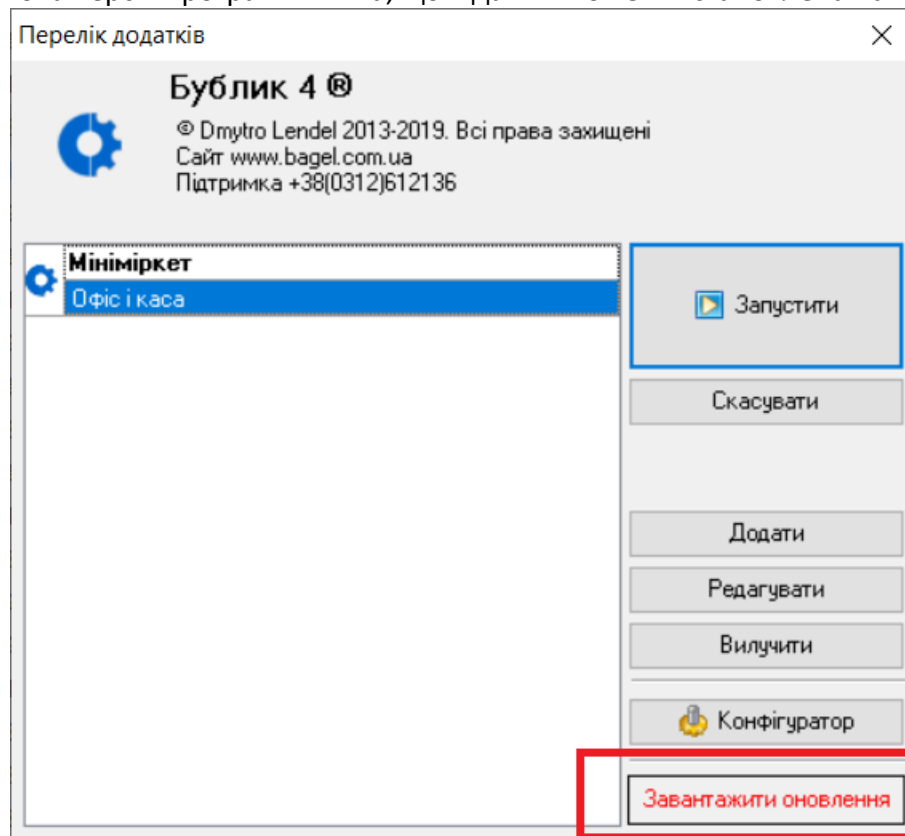 Перелік додатків
Бублик 4 ®
© Dmytro Lendel 2013-2019. Всі права захищені
Сайт www.bagel.com.ua
Підтримка +38(0312)612136
Мініміркет
Офіс і каса
Запустити
Скасувати
Додати
Редагувати
Вилучити
Конфігуратор
Завантажити оновлення